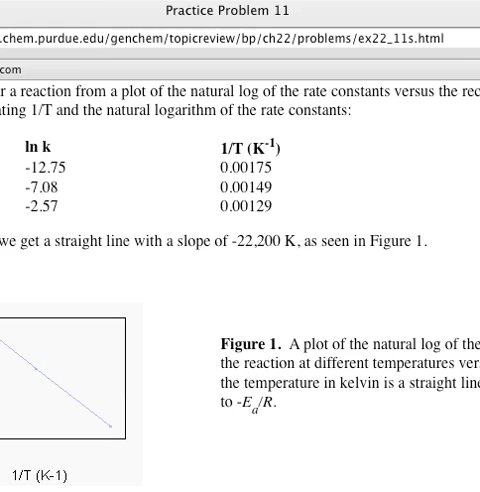 Practice Problem 11
.chem.purdue.edu/genchem/topicreview/bp/ch22/problems/ex22_11s.html
com
r a reaction from a plot of the natural log of the rate constants versus the rec
ting 1/T and the natural logarithm of the rate constants:
ln k 1/T (K-1)
-12.75 0.00175
-7.08 0.00149
-2.57 0.00129
we get a straight line with a slope of -22,200 K, as seen in Figure 1.
Figure 1. A plot of the natural log of the
the reaction at different temperatures vers
the temperature in kelvin is a straight line
to -Ea/R.
1/T (K-1)